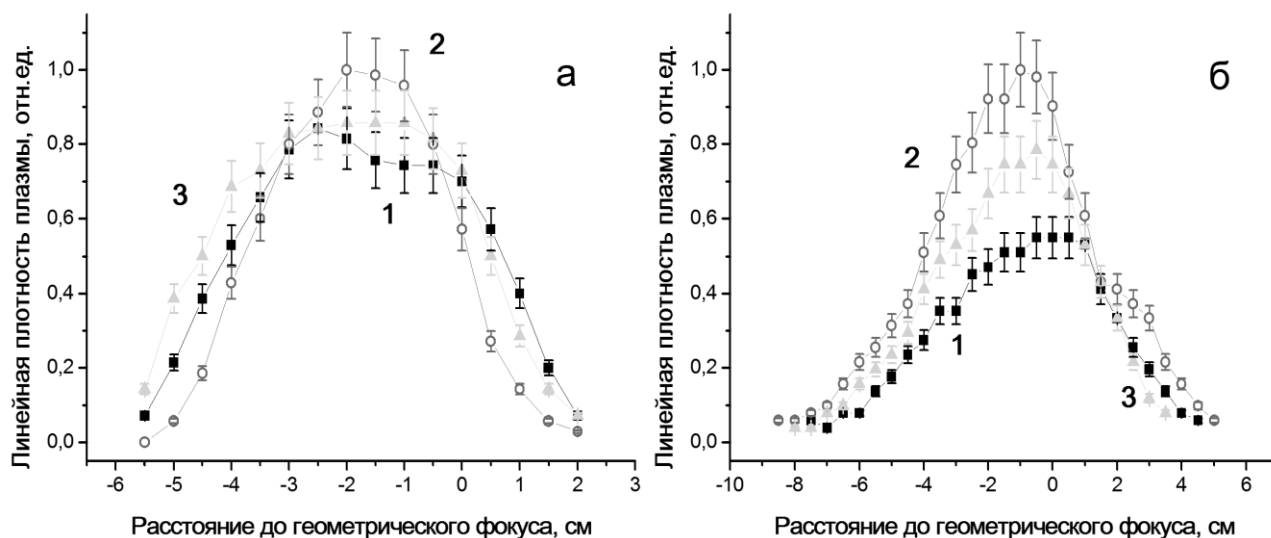 а
Линейная плотность плазмы, отн.ед.
1,0
0,8
0,6
0,4
0,2
0,0
1
2
3
-6 -5 -4 -3 -2 -1 0 1 2 3
Расстояние до геометрического фокуса, см
б
Линейная плотность плазмы, отн.ед.
1,0
0,8
0,6
0,4
0,2
0,0
2
1
3
-10 -8 -6 -4 -2 0 2 4 6
Расстояние до геометрического фокуса, см